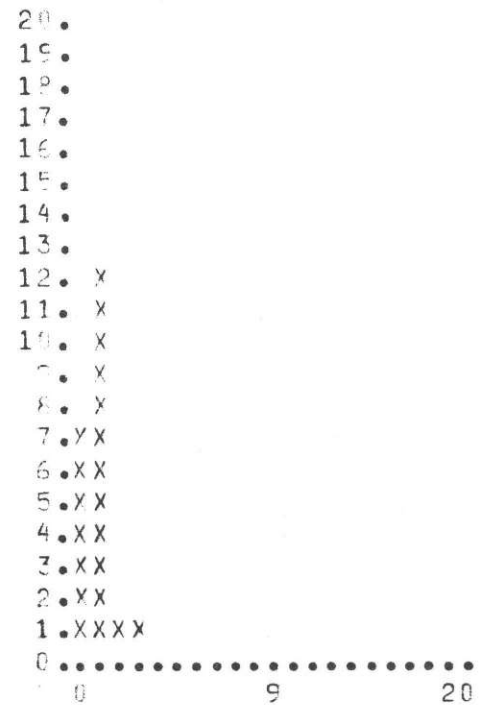 20.
19.
18.
17.
16.
15.
14.
13.
12. X
11. X
10. X
9. X
8. X
7.XX
6.XX
5.XX
4.XX
3.XX
2.XX
1.XXXX
0.......................
0 9 20